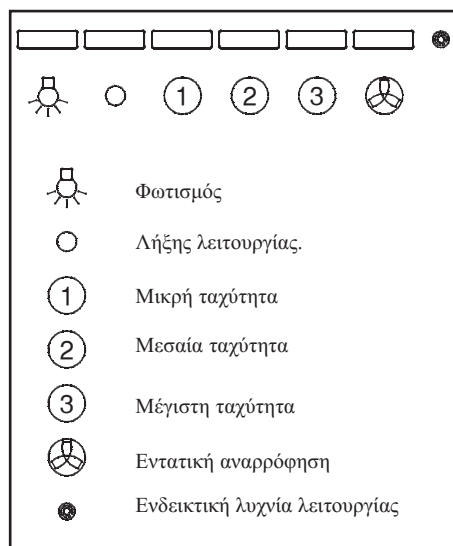 1 2 3
Φωτισμός
Λήξης λειτουργίας.
1 Μικρή ταχύτητα
2 Μεσαία ταχύτητα
3 Μέγιστη ταχύτητα
Εντατική αναρρόφηση
Ενδεικτική λυχνία λειτουργίας